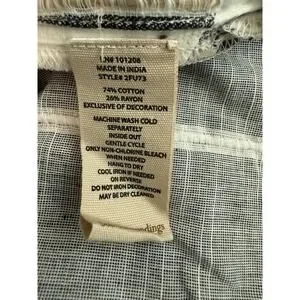 LN# 101208
MADE IN INDIA
STYLE# 2FU73
74% COTTON
26% RAYON
EXCLUSIVE OF DECORATION
MACHINE WASH COLD
SEPARATELY
INSIDE OUT
GENTLE CYCLE
ONLY NON-CHLORINE BLEACH
WHEN NEEDED
HANG TO DRY
COOL IRON IF NEEDED
ON REVERSE
DO NOT IRON DECORATION
MAY BE DRY CLEANED